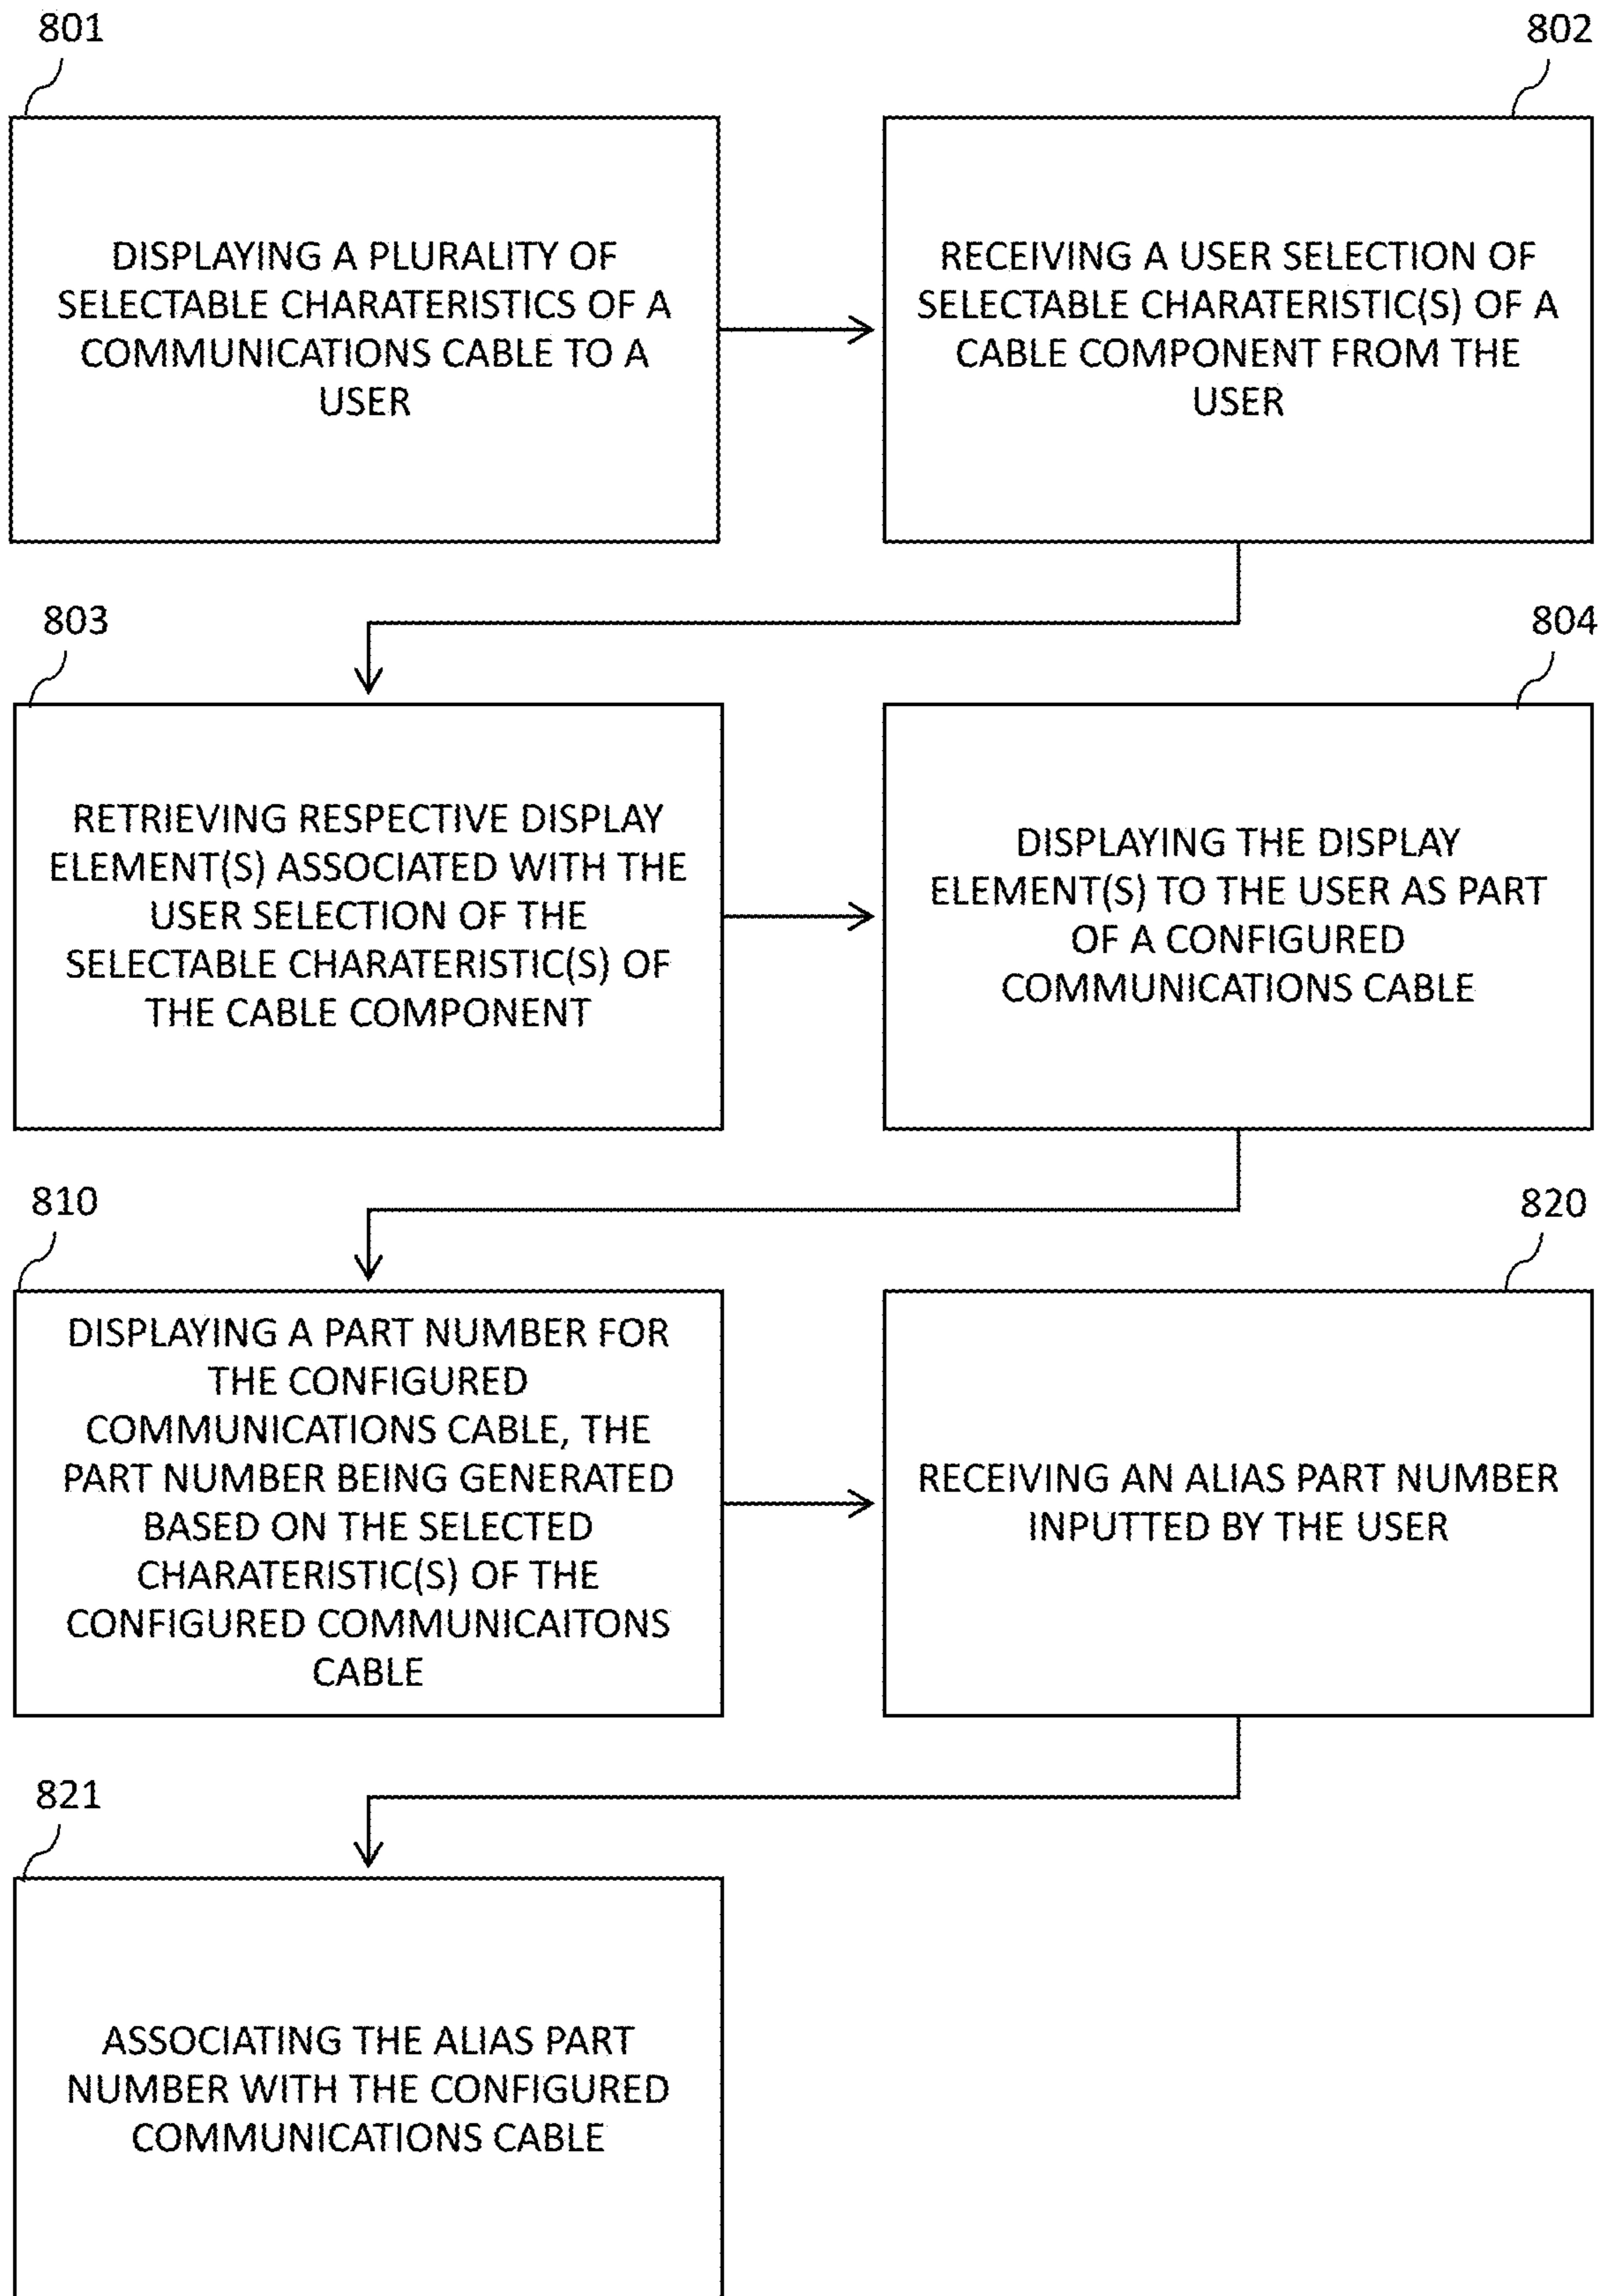 801
DISPLAYING A PLURALITY OF
SELECTABLE CHARATERISTICS OF A
COMMUNICATIONS CABLE TO A
USER
802
RECEIVING A USER SELECTION OF
SELECTABLE CHARATERISTIC(S) OF A
CABLE COMPONENT FROM THE
USER
803
RETRIEVING RESPECTIVE DISPLAY
ELEMENT(S) ASSOCIATED WITH THE
USER SELECTION OF THE
SELECTABLE CHARATERISTIC(S) OF
THE CABLE COMPONENT
804
DISPLAYING THE DISPLAY
ELEMENT(S) TO THE USER AS PART
OF A CONFIGURED
COMMUNICATIONS CABLE
810
DISPLAYING A PART NUMBER FOR
THE CONFIGURED
COMMUNICATIONS CABLE, THE
PART NUMBER BEING GENERATED
BASED ON THE SELECTED
CHARATERISTIC(S) OF THE
CONFIGURED COMMUNICAITONS
CABLE
820
RECEIVING AN ALIAS PART NUMBER
INPUTTED BY THE USER
821
ASSOCIATING THE ALIAS PART
NUMBER WITH THE CONFIGURED
COMMUNICATIONS CABLE